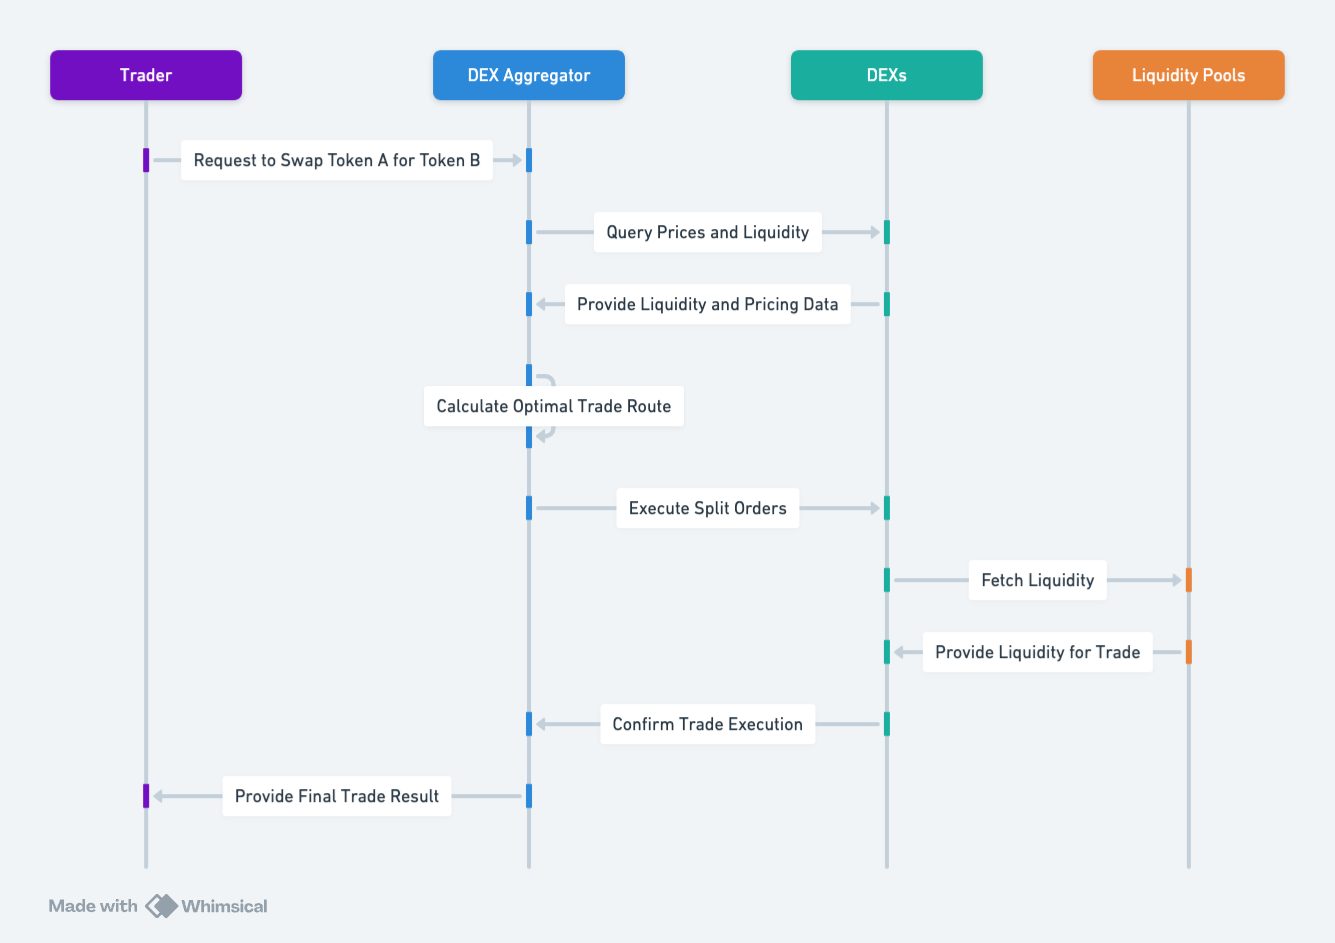 Trader
DEX Aggregator
DEXs
Liquidity Pools
Request to Swap Token A for Token B
Query Prices and Liquidity
Provide Liquidity and Pricing Data
Calculate Optimal Trade Route
Execute Split Orders
Fetch Liquidity
Provide Liquidity for Trade
Confirm Trade Execution
Provide Final Trade Result
Made with Whimsical